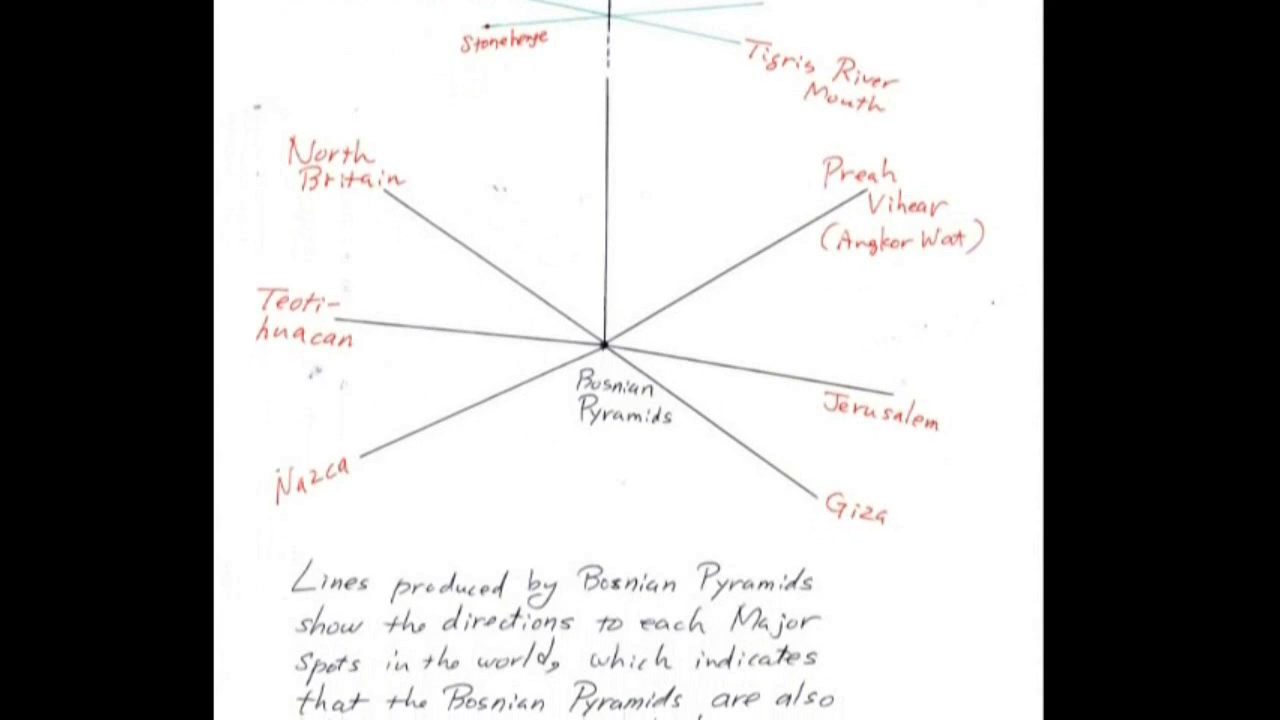 Stonehenge
Tigris River
Mouth
North
Britain
Preah
Vihear
(Angkor Wat)
Teoti-
huacan
Bosnian
Pyramids
Jerusalem
Nazca
Giza
Lines produced by Bosnian Pyramids
show the directions to each Major
spots in the world, which indicates
that the Bosnian Pyramids are also